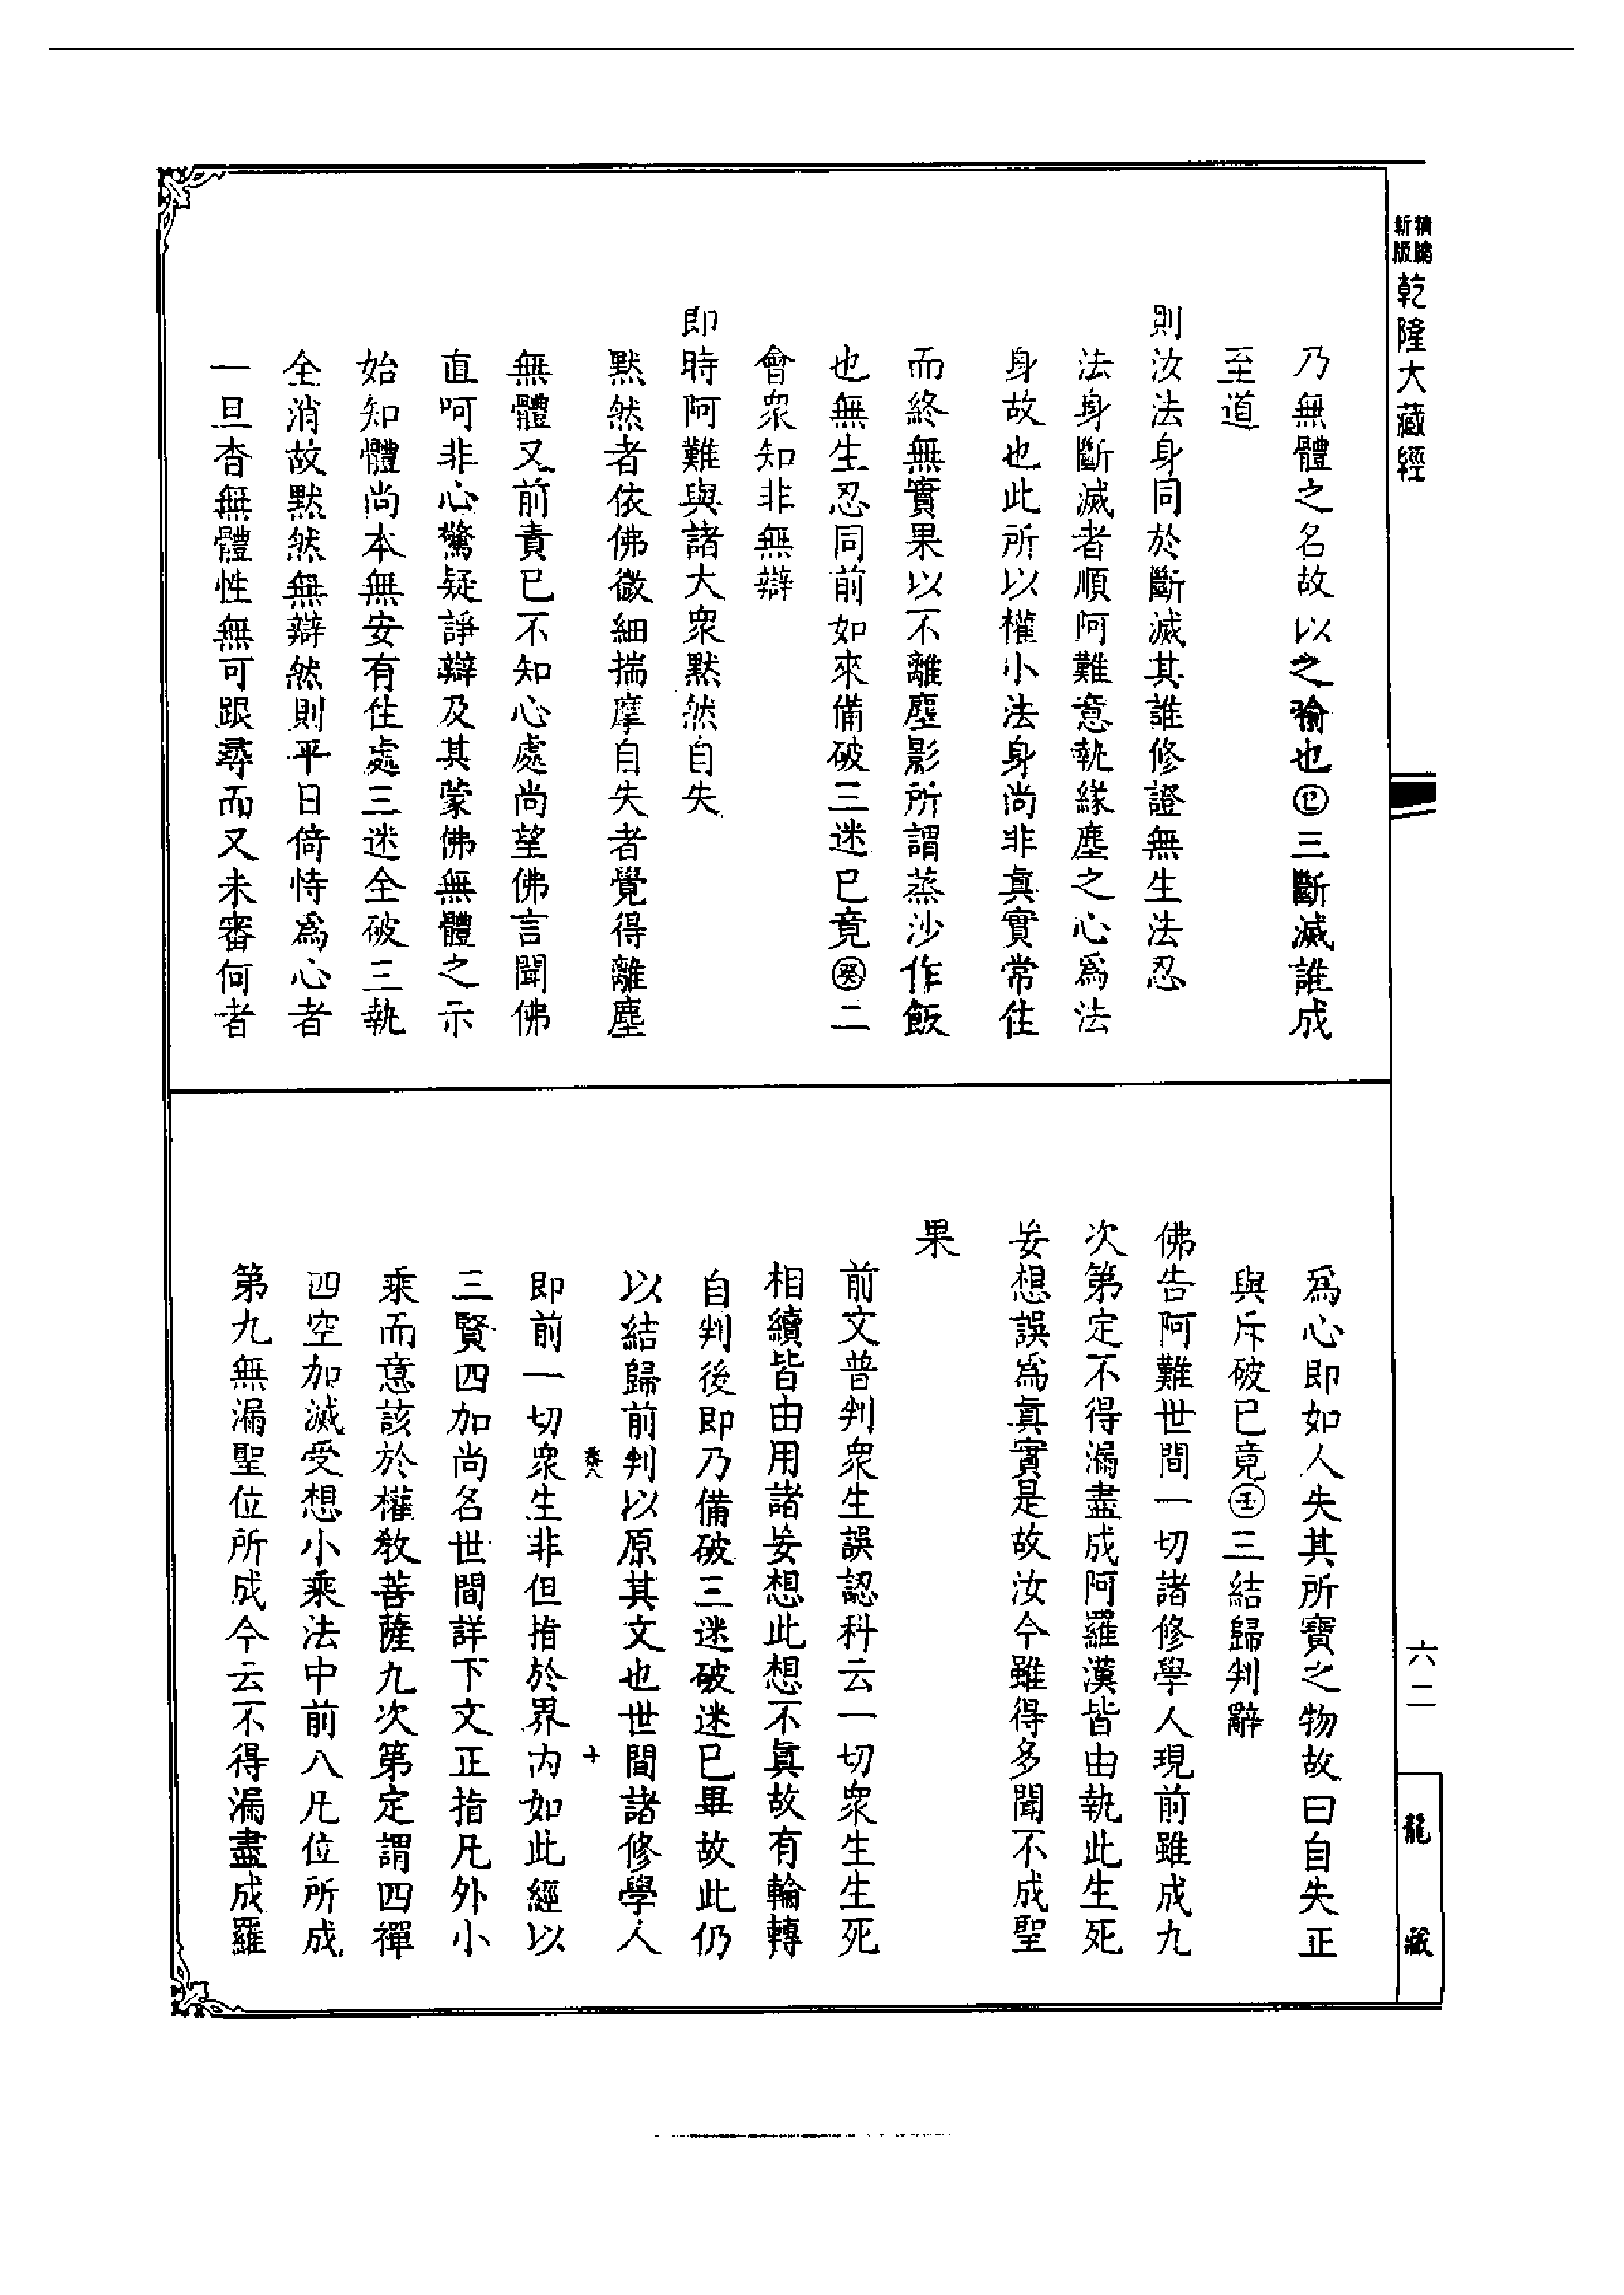 精縮新版
乾隆大藏經
乃無體之名故以之喻也㊂三斷滅誰成
至道
則汝法身同於斷滅其誰修證無生法忍
法身斷滅者順阿難意執緣塵之心為法
身故也此所以權小法身尚非真實常住
而終無實果以不離塵影所謂蒸沙作飯
也無生忍同前如來備破三迷已竟癸二
會衆知非無辯
即時阿難與諸大衆默然自失
默然者依佛微細揣摩自失者覺得離塵
無體又前責已不知心處尚望佛言聞佛
直呵非心驚疑諍辯及其蒙佛無體之示
始知體尚本無安有住處三迷全破三執
全消故默然無辯然則平日倚恃為心者
一旦杳無體性無可跟尋而又未審何者
為心即如人失其所寶之物故曰自失正
與斥破已竟壬三結歸判辭
佛告阿難世間一切諸修學人現前雖成九
次第定不得漏盡成阿羅漢皆由執此生死
妄想誤為真實是故汝今雖得多聞不成聖
果
前文普判衆生誤認科云一切衆生生死
相續皆由用諸妄想此想不真故有輪轉
自判後即乃備破三迷破迷已畢故此仍
以結歸前判以原其文也世間諸修學人
卷八
十
即前一切衆生非但指於界內如此經以
三賢四加尚名世間詳下文正指凡外小
乘而意該於權教菩薩九次第定謂四禪
四空加滅受想小乘法中前八凡位所成
第九無漏聖位所成今云不得漏盡成羅
六二
龍藏